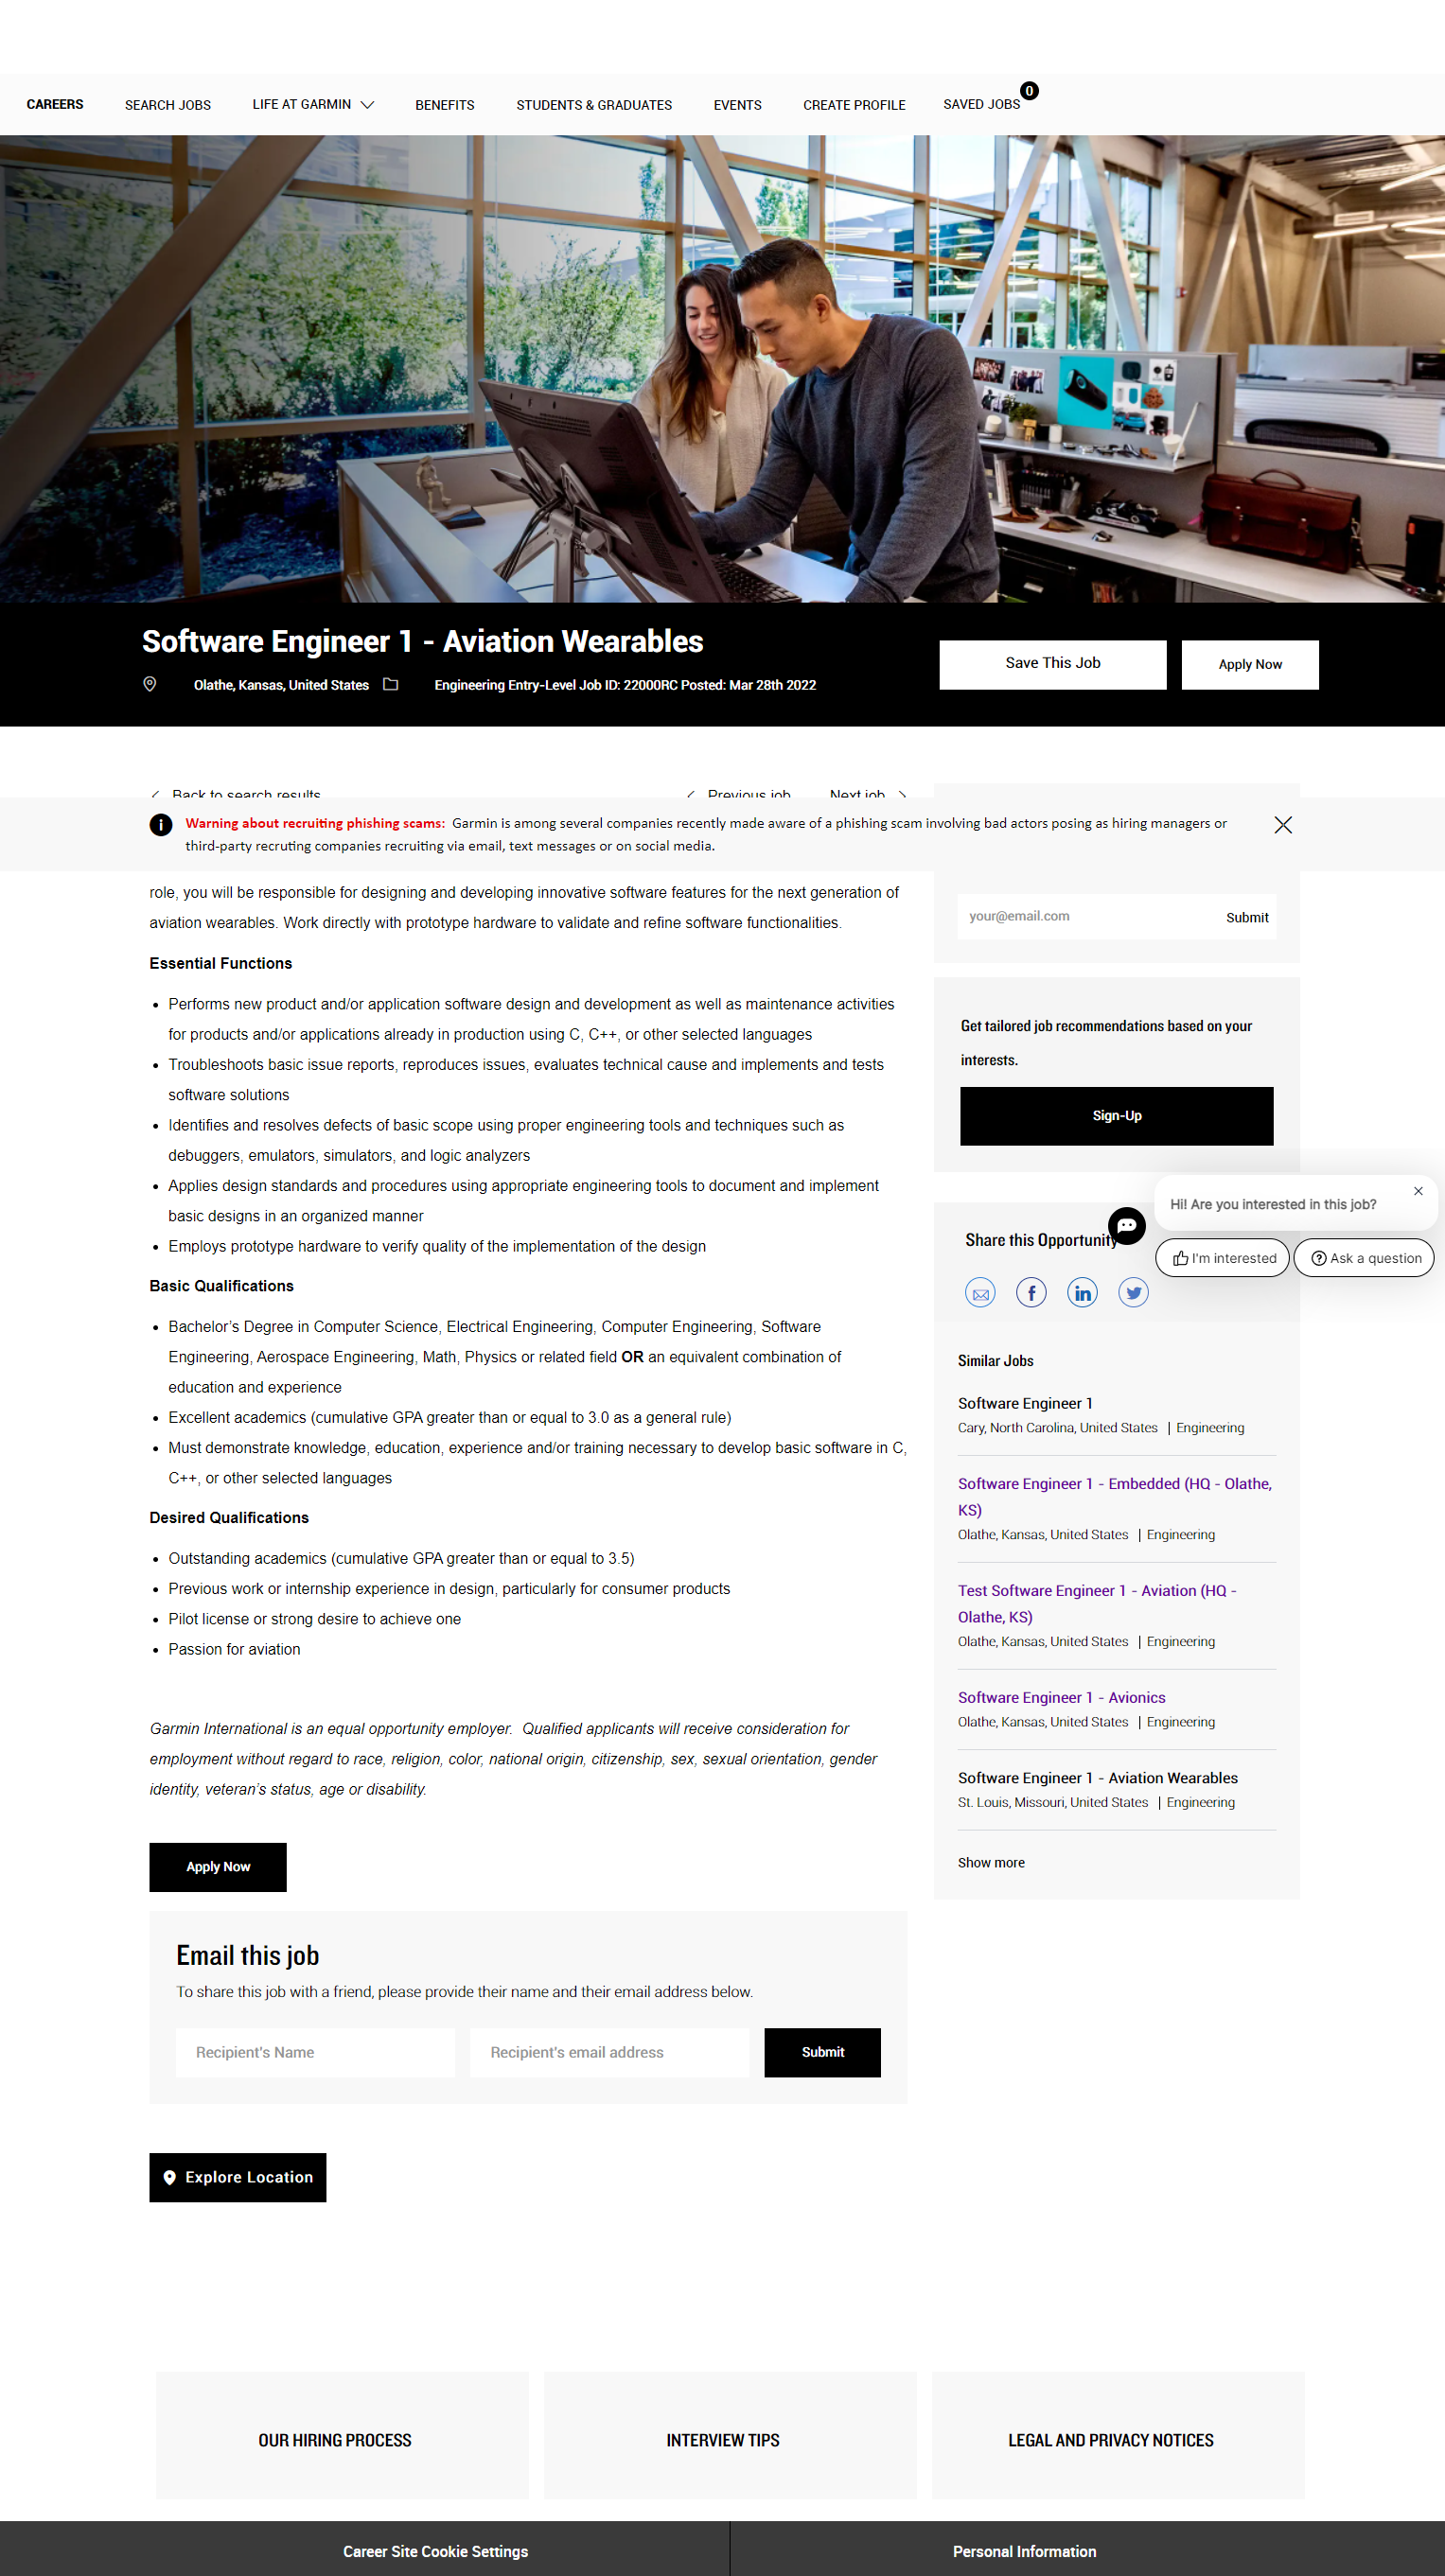 CAREERS
SEARCH JOBS
LIFE AT GARMIN
BENEFITS
STUDENTS & GRADUATES
EVENTS
CREATE PROFILE
SAVED JOBS
0
Software Engineer 1 - Aviation Wearables
Olathe, Kansas, United States
Engineering Entry-Level Job ID: 22000RC Posted: Mar 28th 2022
Save This Job
Apply Now
Back to search results
Previous job
Next job
Warning about recruiting phishing scams: Garmin is among several companies recently made aware of a phishing scam involving bad actors posing as hiring managers or
third-party recruting companies recruiting via email, text messages or on social media.
role, you will be responsible for designing and developing innovative software features for the next generation of
aviation wearables. Work directly with prototype hardware to validate and refine software functionalities.
Essential Functions
• Performs new product and/or application software design and development as well as maintenance activities
for products and/or applications already in production using C, C++, or other selected languages
• Troubleshoots basic issue reports, reproduces issues, evaluates technical cause and implements and tests
software solutions
• Identifies and resolves defects of basic scope using proper engineering tools and techniques such as
debuggers, emulators, simulators, and logic analyzers
• Applies design standards and procedures using appropriate engineering tools to document and implement
basic designs in an organized manner
• Employs prototype hardware to verify quality of the implementation of the design
Basic Qualifications
• Bachelor’s Degree in Computer Science, Electrical Engineering, Computer Engineering, Software
Engineering, Aerospace Engineering, Math, Physics or related field OR an equivalent combination of
education and experience
• Excellent academics (cumulative GPA greater than or equal to 3.0 as a general rule)
• Must demonstrate knowledge, education, experience and/or training necessary to develop basic software in C,
C++, or other selected languages
Desired Qualifications
• Outstanding academics (cumulative GPA greater than or equal to 3.5)
• Previous work or internship experience in design, particularly for consumer products
• Pilot license or strong desire to achieve one
• Passion for aviation
Garmin International is an equal opportunity employer. Qualified applicants will receive consideration for
employment without regard to race, religion, color, national origin, citizenship, sex, sexual orientation, gender
identity, veteran’s status, age or disability.
Apply Now
Email this job
To share this job with a friend, please provide their name and their email address below.
Recipient's Name
Recipient's email address
Submit
Explore Location
your@email.com
Submit
Get tailored job recommendations based on your
interests.
Sign-Up
Hi! Are you interested in this job?
I'm interested
Ask a question
Share this Opportunity
Similar Jobs
Software Engineer 1
Cary, North Carolina, United States | Engineering
Software Engineer 1 - Embedded (HQ - Olathe,
KS)
Olathe, Kansas, United States | Engineering
Test Software Engineer 1 - Aviation (HQ -
Olathe, KS)
Olathe, Kansas, United States | Engineering
Software Engineer 1 - Avionics
Olathe, Kansas, United States | Engineering
Software Engineer 1 - Aviation Wearables
St. Louis, Missouri, United States | Engineering
Show more
OUR HIRING PROCESS
INTERVIEW TIPS
LEGAL AND PRIVACY NOTICES
Career Site Cookie Settings
Personal Information